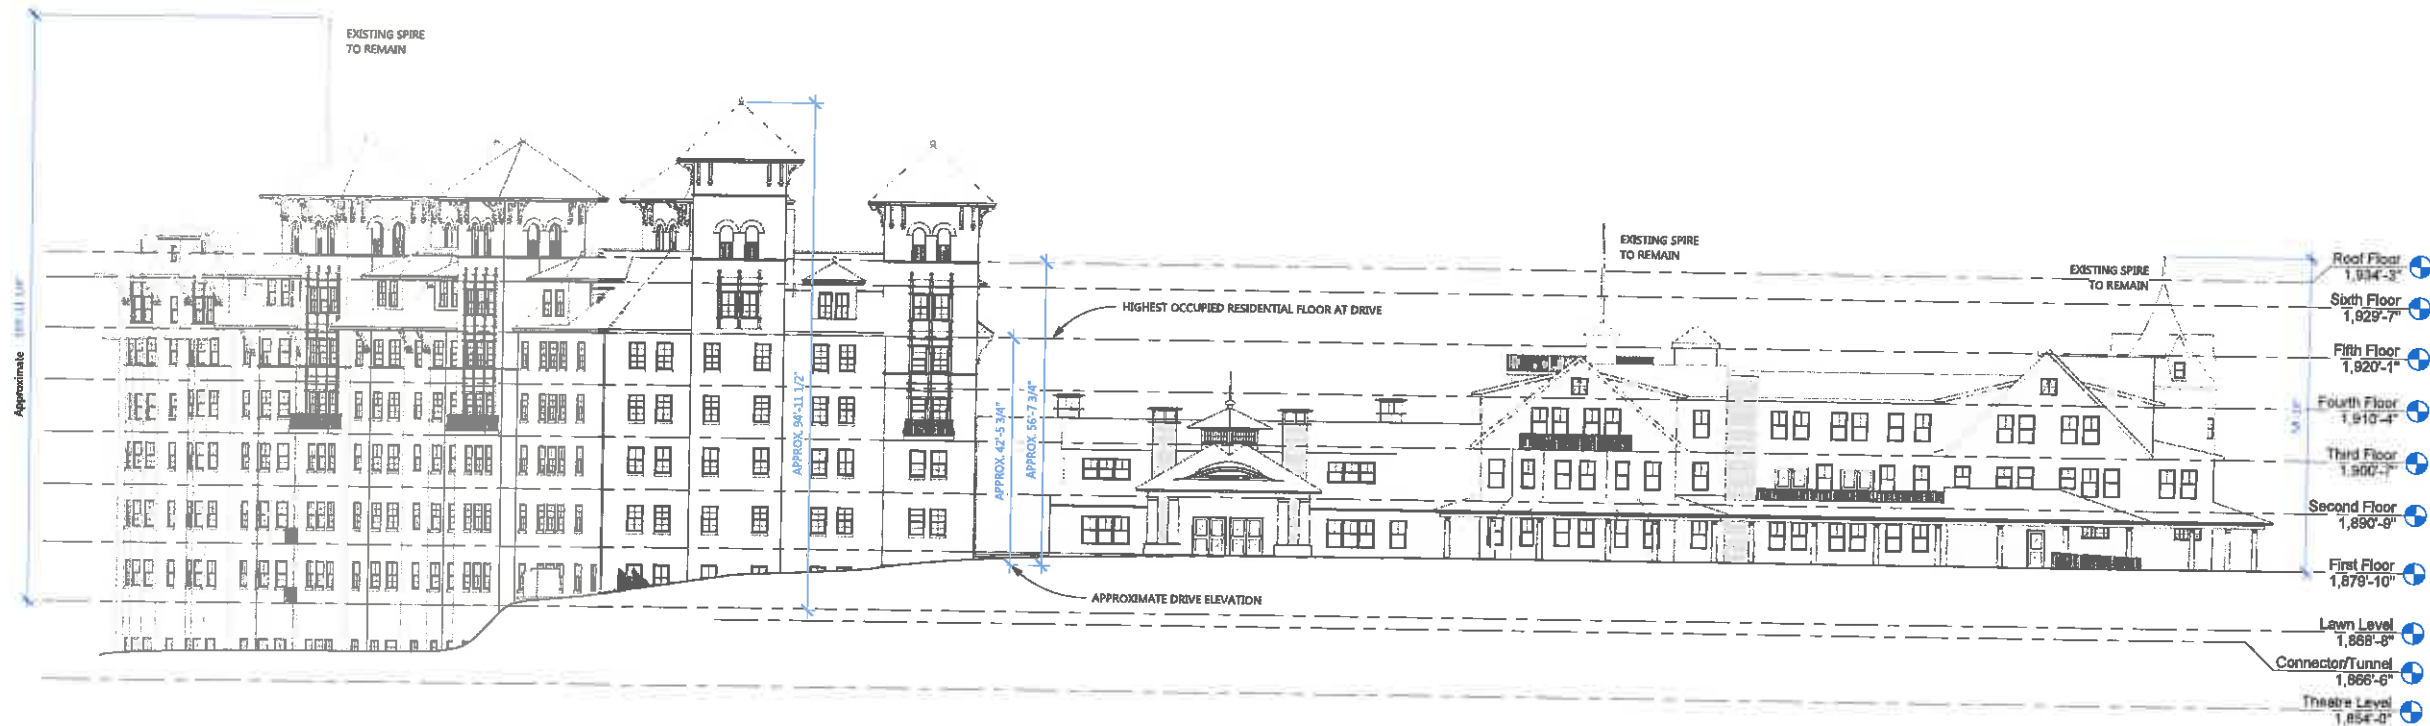 EXISTING SPIRE
TO REMAIN
EXISTING SPIRE
TO REMAIN
EXISTING SPIRE
TO REMAIN
HIGHEST OCCUPIED RESIDENTIAL FLOOR AT DRIVE
Approximate
APPROX. 94'-11 1/2"
APPROX. 42'-5 3/4"
APPROX. 56'-7 3/4"
APPROXIMATE DRIVE ELEVATION
Roof Floor
1,934'-3"
Sixth Floor
1,929'-7"
Fifth Floor
1,920'-1"
Fourth Floor
1,910'-4"
Third Floor
1,900'-7"
Second Floor
1,890'-9"
First Floor
1,879'-10"
Lawn Level
1,868'-8"
Connector/Tunnel
1,866'-6"
Theatre Level